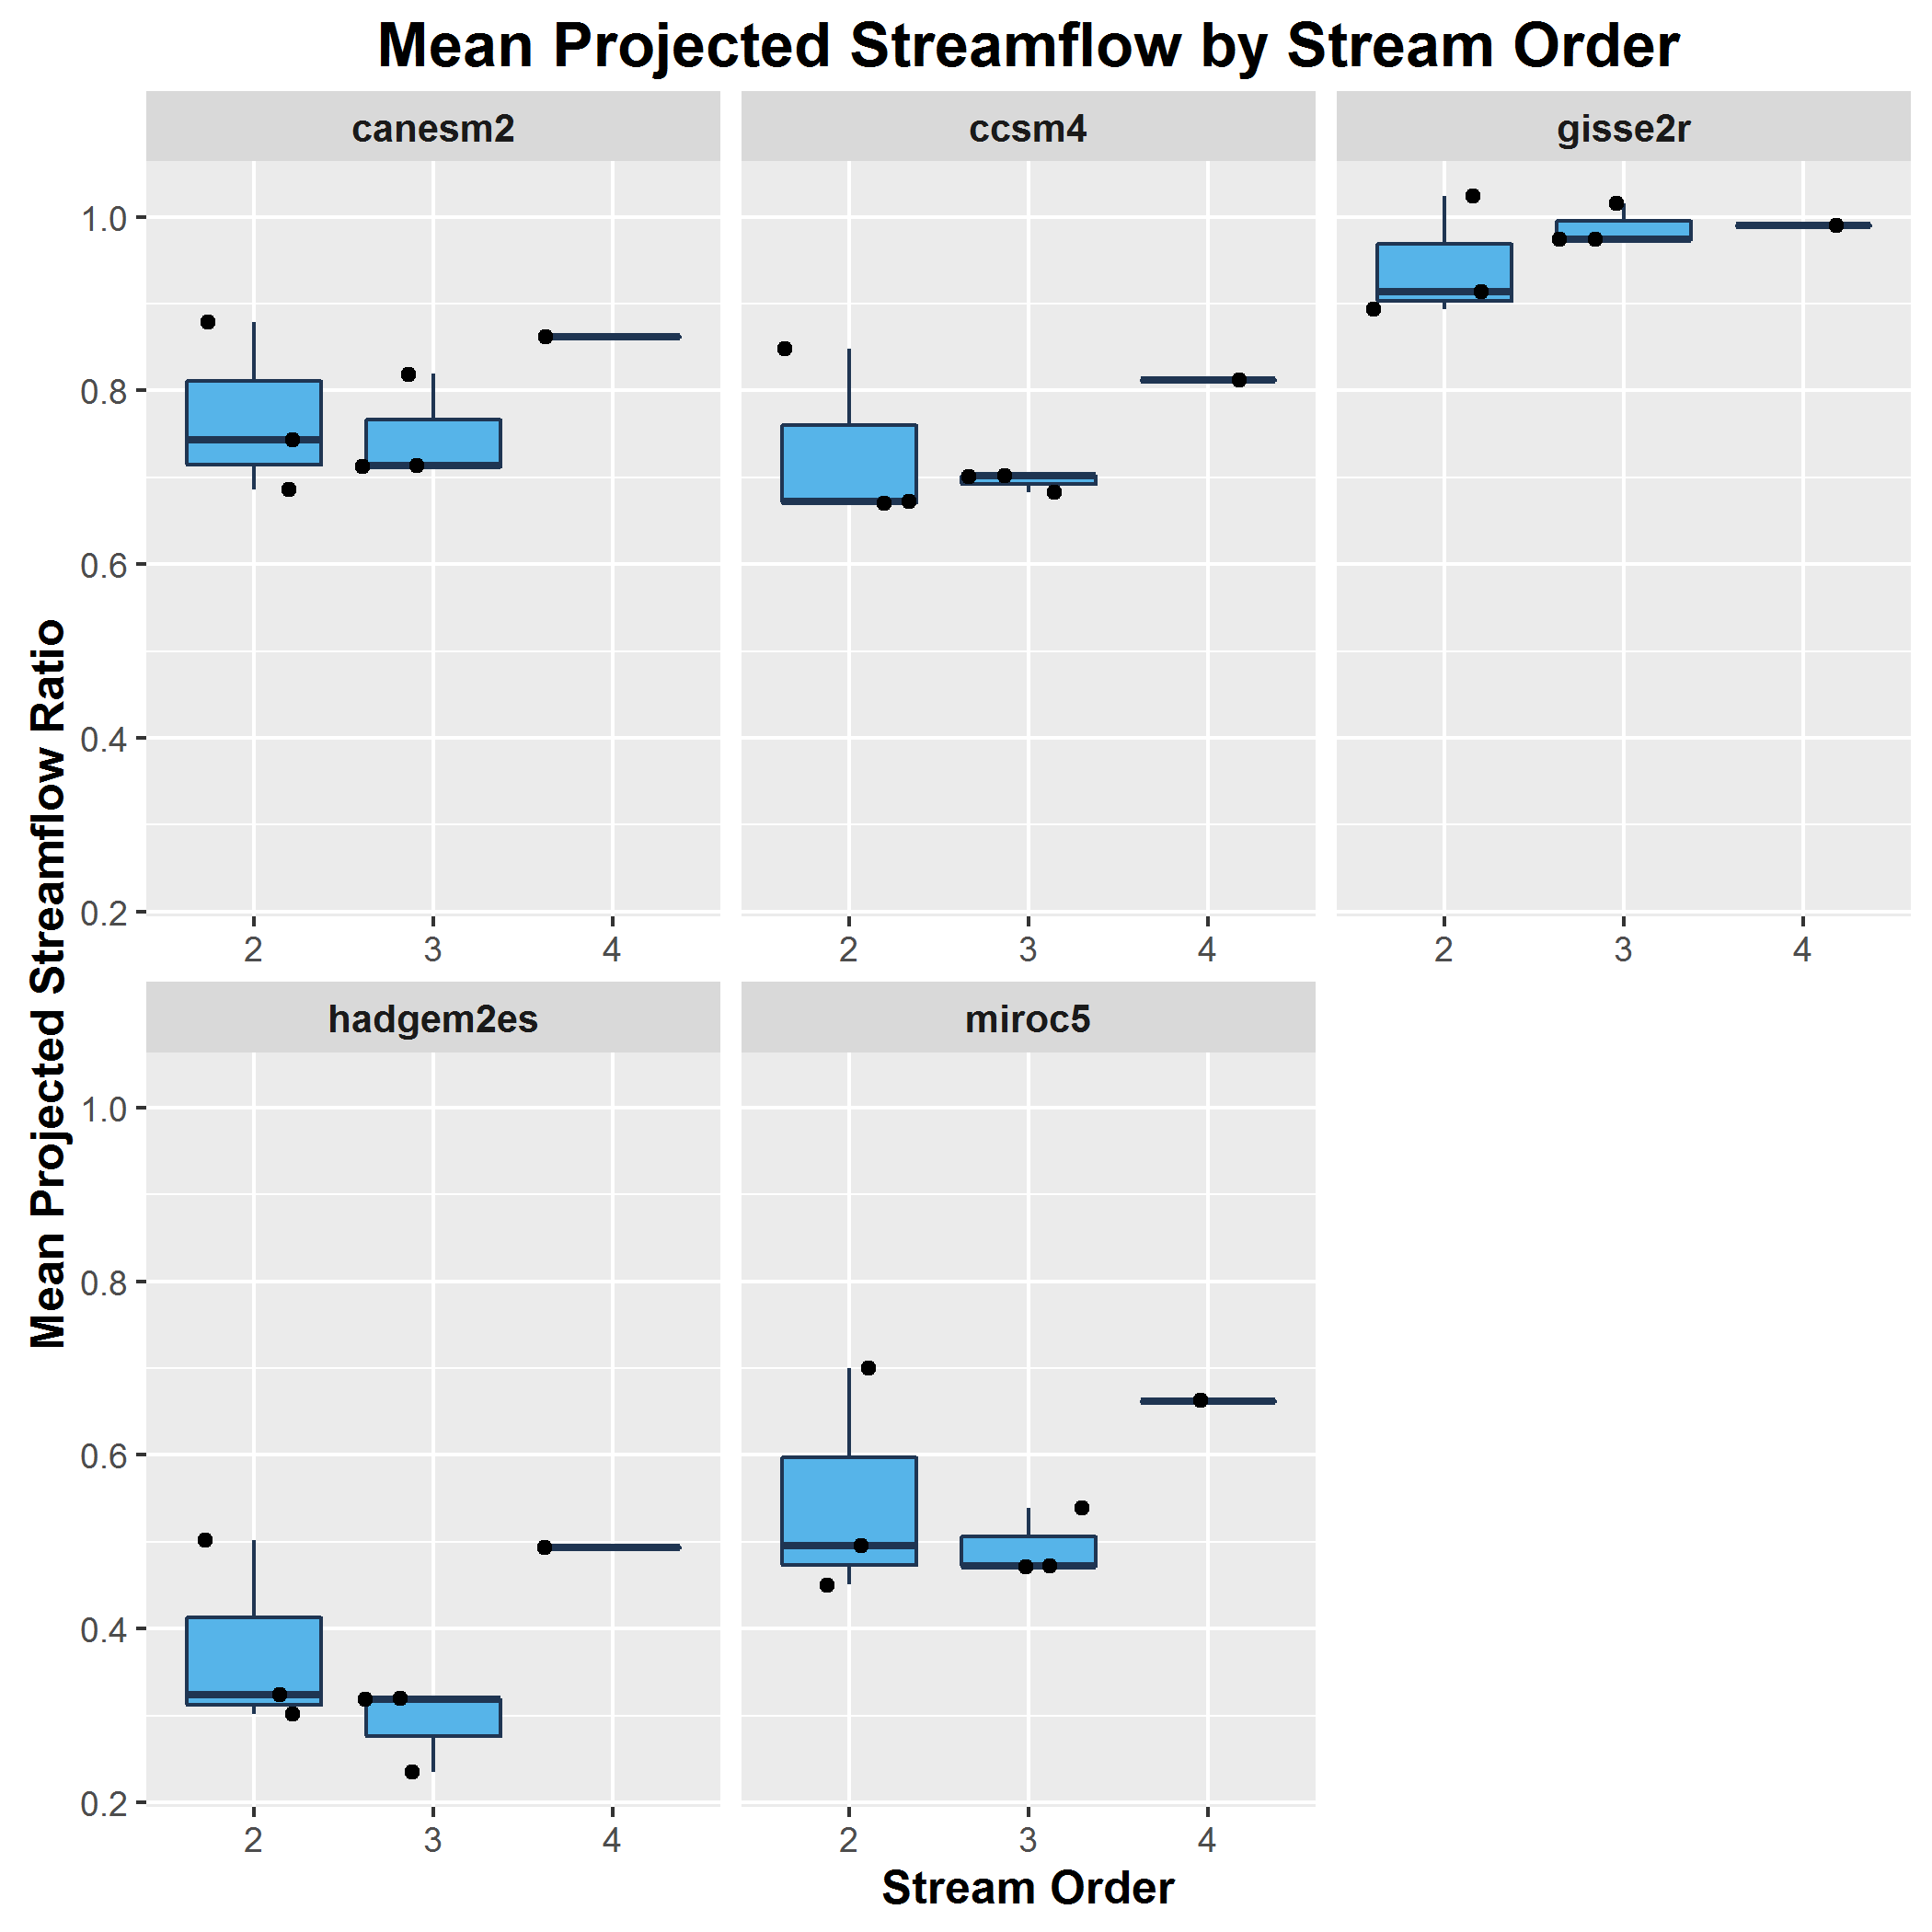 Mean Projected Streamflow by Stream Order
canesm2 ccsm4 gisse2r
1.0
0.8
0.6
0.4
0.2
2 3 4 2 3 4 2 3 4
Mean Projected Streamflow Ratio
hadgem2es miroc5
1.0
0.8
0.6
0.4
0.2
2 3 4 2 3 4
Stream Order